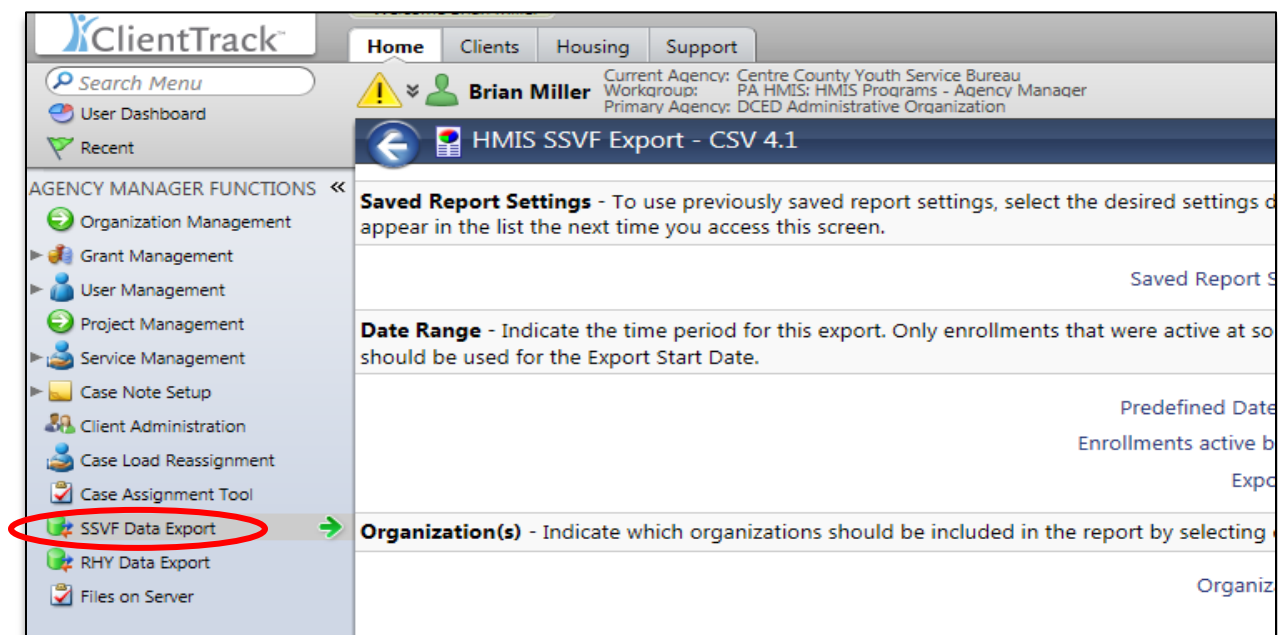 ClientTrack™
Home Clients Housing Support
Search Menu
User Dashboard
Recent
Brian Miller
Current Agency: Centre County Youth Service Bureau
Workgroup: PA HMIS: HMIS Programs - Agency Manager
Primary Agency: DCED Administrative Organization
HMIS SSVF Export - CSV 4.1
AGENCY MANAGER FUNCTIONS «
Organization Management
Grant Management
User Management
Project Management
Service Management
Case Note Setup
Client Administration
Case Load Reassignment
Case Assignment Tool
SSVF Data Export
RHY Data Export
Files on Server
Saved Report Settings - To use previously saved report settings, select the desired settings d
appear in the list the next time you access this screen.
Saved Report S
Date Range - Indicate the time period for this export. Only enrollments that were active at so
should be used for the Export Start Date.
Predefined Date
Enrollments active b
Expo
Organization(s) - Indicate which organizations should be included in the report by selecting
Organiz